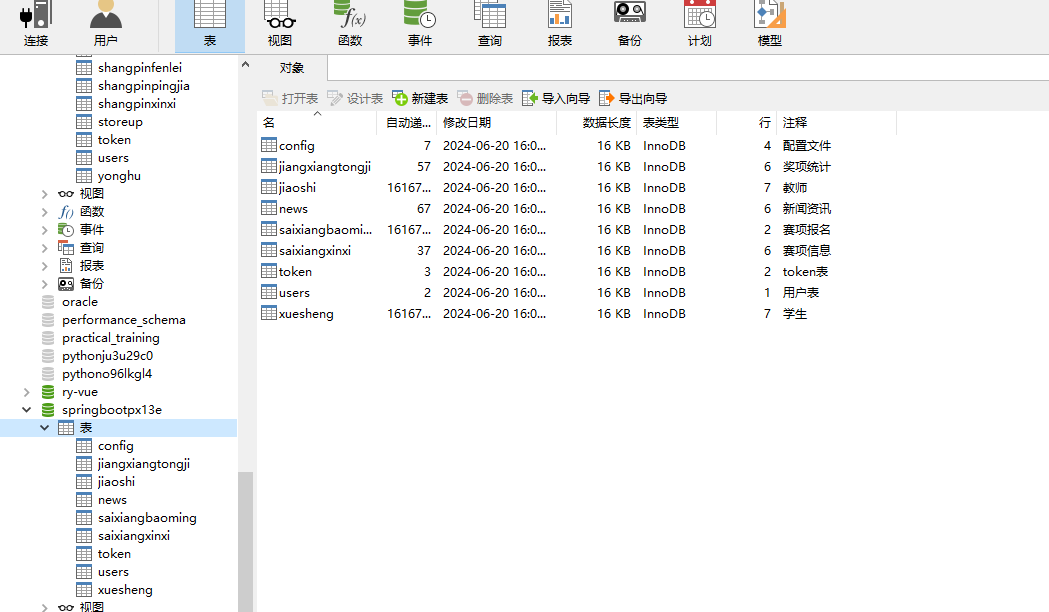 连接 用户 表 视图 函数 事件 查询 报表 备份 计划 模型
shangpinfenlei
shangpinpingjia
shangpinxinxi
storeup
token
users
yonghu
视图
函数
事件
查询
报表
备份
oracle
performance_schema
practical_training
pythonju3u29c0
pythono96lkgl4
ry-vue
springbootpx13e
表
config
jiangxiangtongji
jiaoshi
news
saixiangbaoming
saixiangxinxi
token
users
xuesheng
视图
对象
打开表 设计表 新建表 删除表 导入向导 导出向导
名 自动递... 修改日期 数据长度 表类型 行 注释
config 7 2024-06-20 16:0... 16 KB InnoDB 4 配置文件
jiangxiangtongji 57 2024-06-20 16:0... 16 KB InnoDB 6 奖项统计
jiaoshi 16167... 2024-06-20 16:0... 16 KB InnoDB 7 教师
news 67 2024-06-20 16:0... 16 KB InnoDB 6 新闻资讯
saixiangbaomi... 16167... 2024-06-20 16:0... 16 KB InnoDB 2 赛项报名
saixiangxinxi 37 2024-06-20 16:0... 16 KB InnoDB 6 赛项信息
token 3 2024-06-20 16:0... 16 KB InnoDB 2 token表
users 2 2024-06-20 16:0... 16 KB InnoDB 1 用户表
xuesheng 16167... 2024-06-20 16:0... 16 KB InnoDB 7 学生